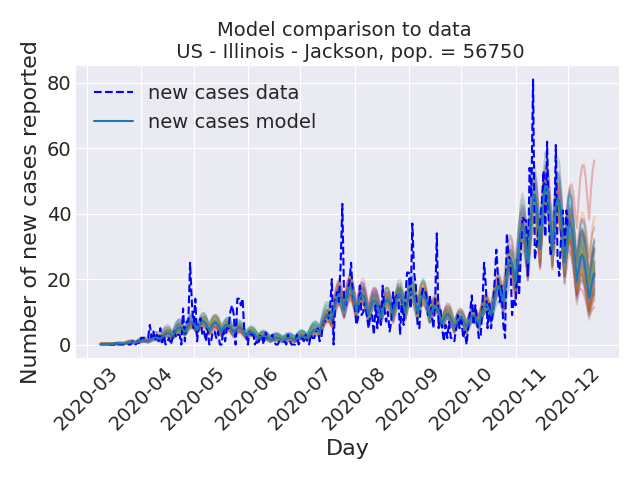 Model comparison to data
US - Illinois - Jackson, pop. = 56750
Number of new cases reported
80
60
40
20
0
new cases data
new cases model
2020-03
2020-04
2020-05
2020-06
2020-07
2020-08
2020-09
2020-10
2020-11
2020-12
Day